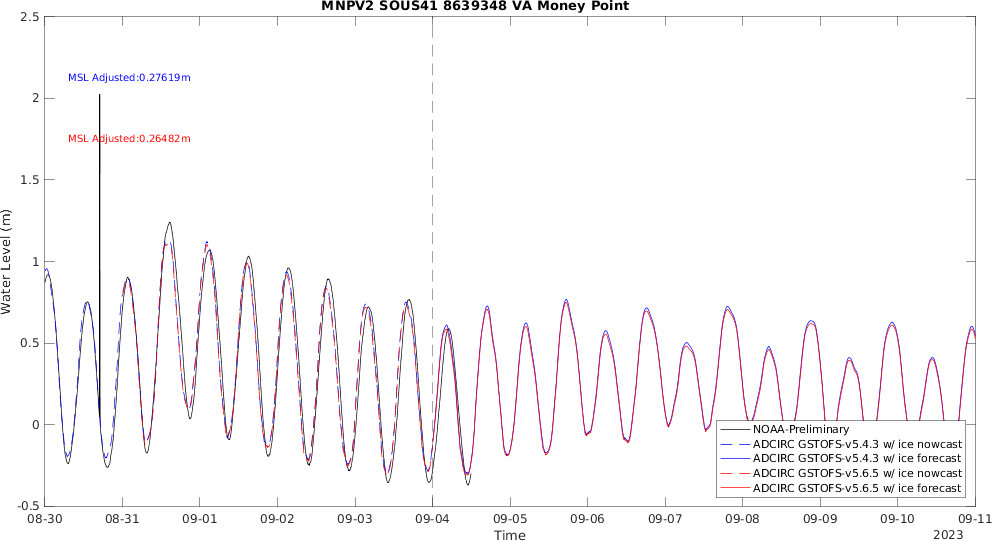 MNPV2 SOUS41 8639348 VA Money Point
2.5
2
1.5
1
0.5
0
-0.5
Water Level (m)
MSL Adjusted:0.27619m
MSL Adjusted:0.26482m
NOAA-Preliminary
ADCIRC GSTOFS-v5.4.3 w/ ice nowcast
ADCIRC GSTOFS-v5.4.3 w/ ice forecast
ADCIRC GSTOFS-v5.6.5 w/ ice nowcast
ADCIRC GSTOFS-v5.6.5 w/ ice forecast
08-30 08-31 09-01 09-02 09-03 09-04 09-05 09-06 09-07 09-08 09-09 09-10 09-11
Time
2023